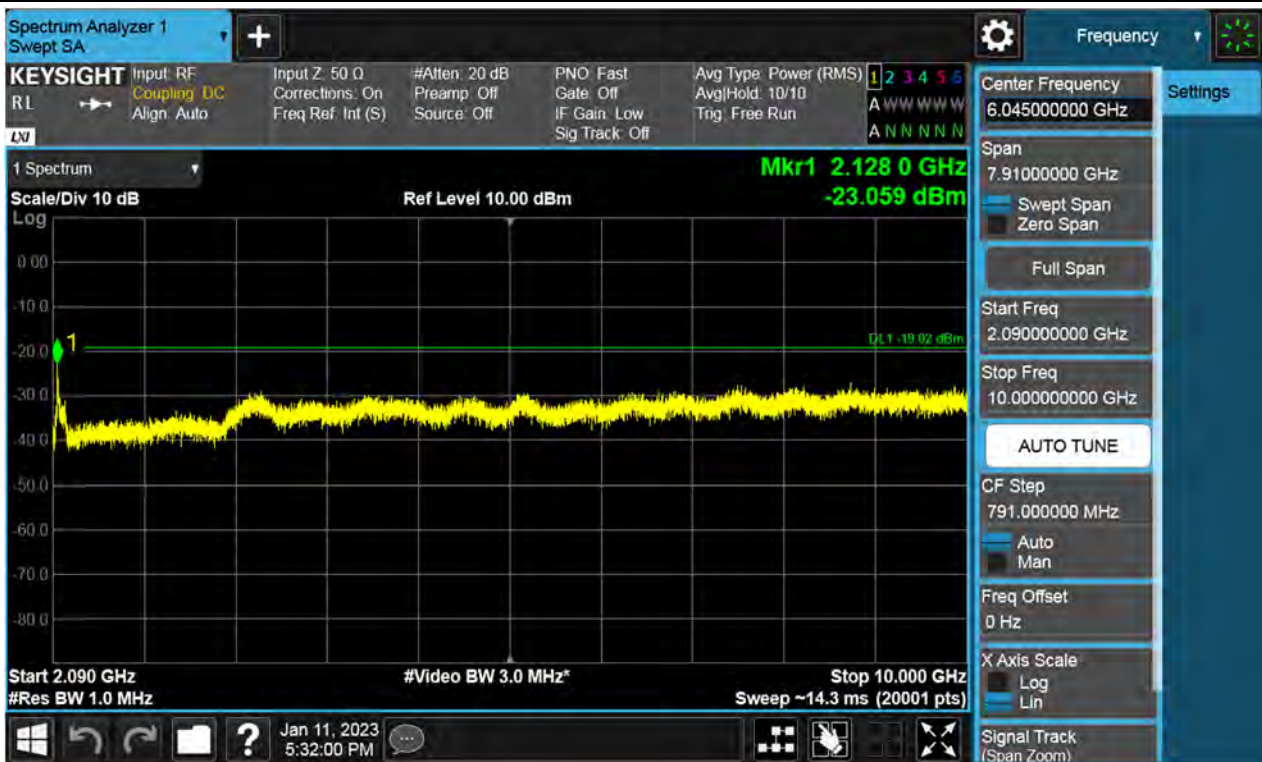 Spectrum Analyzer 1
Swept SA
+
Frequency
KEYSIGHT
RL
LXI
Input: RF
Coupling: DC
Align: Auto
Input Z: 50 Ω
Corrections: On
Freq Ref: Int (S)
#Atten: 20 dB
Preamp: Off
Source: Off
PNO: Fast
Gate: Off
IF Gain: Low
Sig Track: Off
Avg Type: Power (RMS)
Avg|Hold: 10/10
Trig: Free Run
1 2 3 4 5 6
A W W W W W
A N N N N N
Settings
1 Spectrum
Mkr1 2.128 0 GHz
Scale/Div 10 dB
Ref Level 10.00 dBm
-23.059 dBm
Log
0.00
-10.0
-20.0
-30.0
-40.0
-50.0
-60.0
-70.0
-80.0
1
DL1 -19.02 dBm
Start 2.090 GHz
#Video BW 3.0 MHz*
Stop 10.000 GHz
#Res BW 1.0 MHz
Sweep ~14.3 ms (20001 pts)
Center Frequency
6.045000000 GHz
Span
7.91000000 GHz
Swept Span
Zero Span
Full Span
Start Freq
2.090000000 GHz
Stop Freq
10.000000000 GHz
AUTO TUNE
CF Step
791.000000 MHz
Auto
Man
Freq Offset
0 Hz
X Axis Scale
Log
Lin
Signal Track
(Span Zoom)
?
Jan 11, 2023
5:32:00 PM